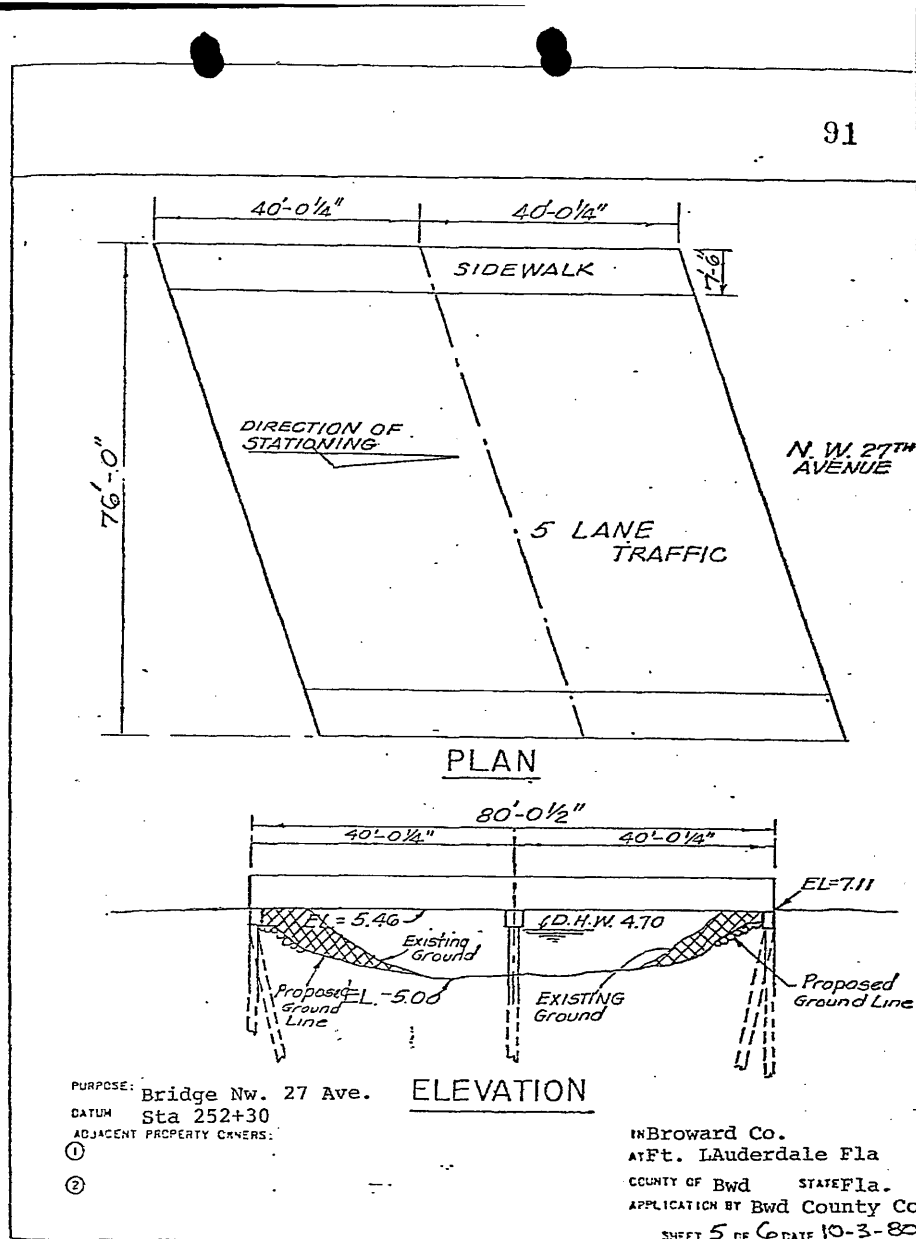 91
40'-0¼" 40'-0¼"
SIDEWALK
7'-6"
DIRECTION OF
STATIONING
76'-0"
N. W. 27TH
AVENUE
5 LANE
TRAFFIC
PLAN
80'-0½"
40'-0¼" 40'-0¼"
EL=7.11
EL = 5.46
D.H.W. 4.70
Existing
Ground
Proposed
Ground
Line
EL.-5.00
EXISTING
Ground
Proposed
Ground Line
ELEVATION
PURPOSE: Bridge Nw. 27 Ave.
DATUM Sta 252+30
ADJACENT PROPERTY OWNERS:
①
②
IN Broward Co.
AT Ft. LAuderdale Fla
COUNTY OF Bwd STATE Fla.
APPLICATION BY Bwd County Co
SHEET 5 OF 6 DATE 10-3-80